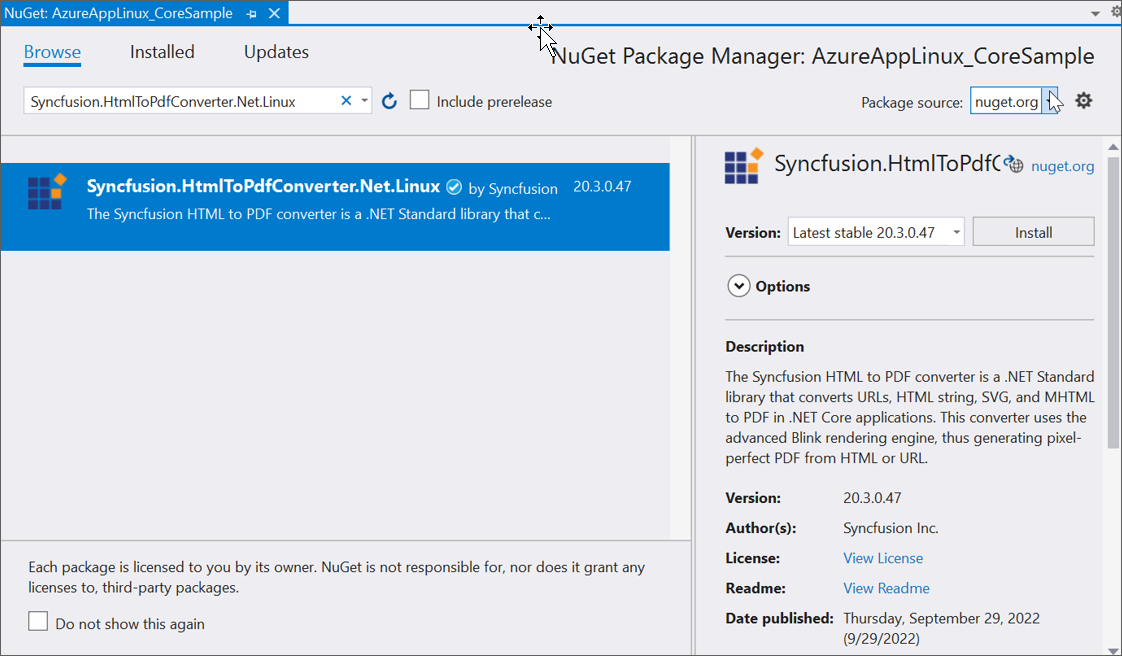 NuGet: AzureAppLinux_CoreSample
Browse
Installed
Updates
NuGet Package Manager: AzureAppLinux_CoreSample
Syncfusion.HtmlToPdfConverter.Net.Linux
Include prerelease
Package source:
nuget.org
Syncfusion.HtmlToPdfConverter.Net.Linux by Syncfusion 20.3.0.47
The Syncfusion HTML to PDF converter is a .NET Standard library that c...
Each package is licensed to you by its owner. NuGet is not responsible for, nor does it grant any
licenses to, third-party packages.
Do not show this again
Syncfusion.HtmlToPdfC
nuget.org
Version:
Latest stable 20.3.0.47
Install
Options
Description
The Syncfusion HTML to PDF converter is a .NET Standard
library that converts URLs, HTML string, SVG, and MHTML
to PDF in .NET Core applications. This converter uses the
advanced Blink rendering engine, thus generating pixel-
perfect PDF from HTML or URL.
Version: 20.3.0.47
Author(s): Syncfusion Inc.
License: View License
Readme: View Readme
Date published: Thursday, September 29, 2022
(9/29/2022)